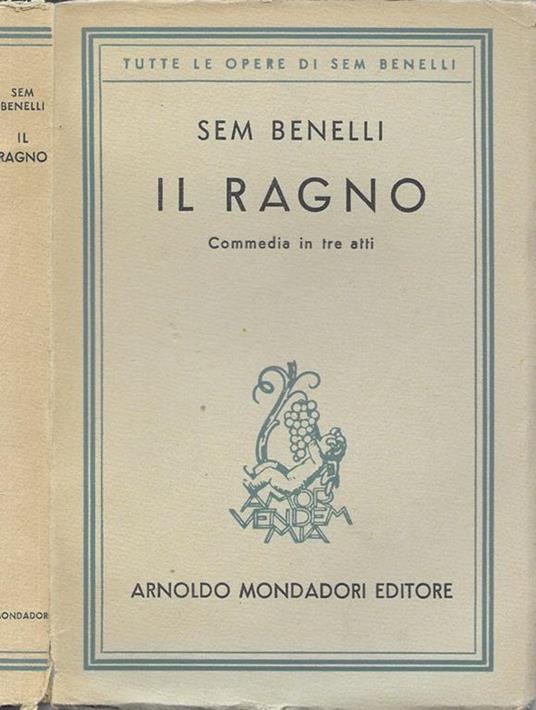 SEM
BENELLI
IL
RAGNO
MONDADORI
TUTTE LE OPERE DI SEM BENELLI
SEM BENELLI
IL RAGNO
Commedia in tre atti
AMOR
VENDEM
MIA
ARNOLDO MONDADORI EDITORE